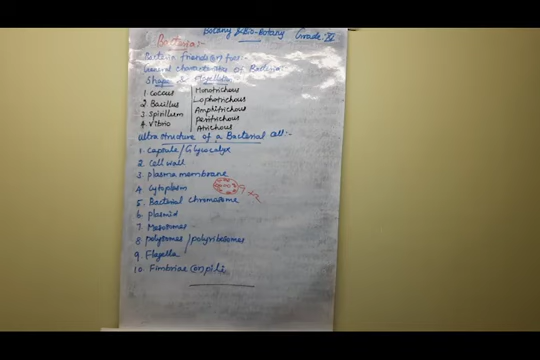 Botany Grade: XI
Bacteria:-
Bacteria friends or foes:-
General characteristics of Bacteria:-
Shape & Flagellation
1. Coccus Monotrichous
2. Bacillus Lophotrichous
3. Spirillum Amphitrichous
4. Vibrio Peritrichous
Atrichous
Ultra structure of a Bacterial Cell:-
1. Capsule/Glycocalyx
2. Cell wall
3. Plasma membrane
4. Cytoplasm
5. Bacterial chromosome
6. Plasmid
7. Mesosomes
8. Polysomes/polyribosomes
9. Flagella
10. Fimbriae (or) pili